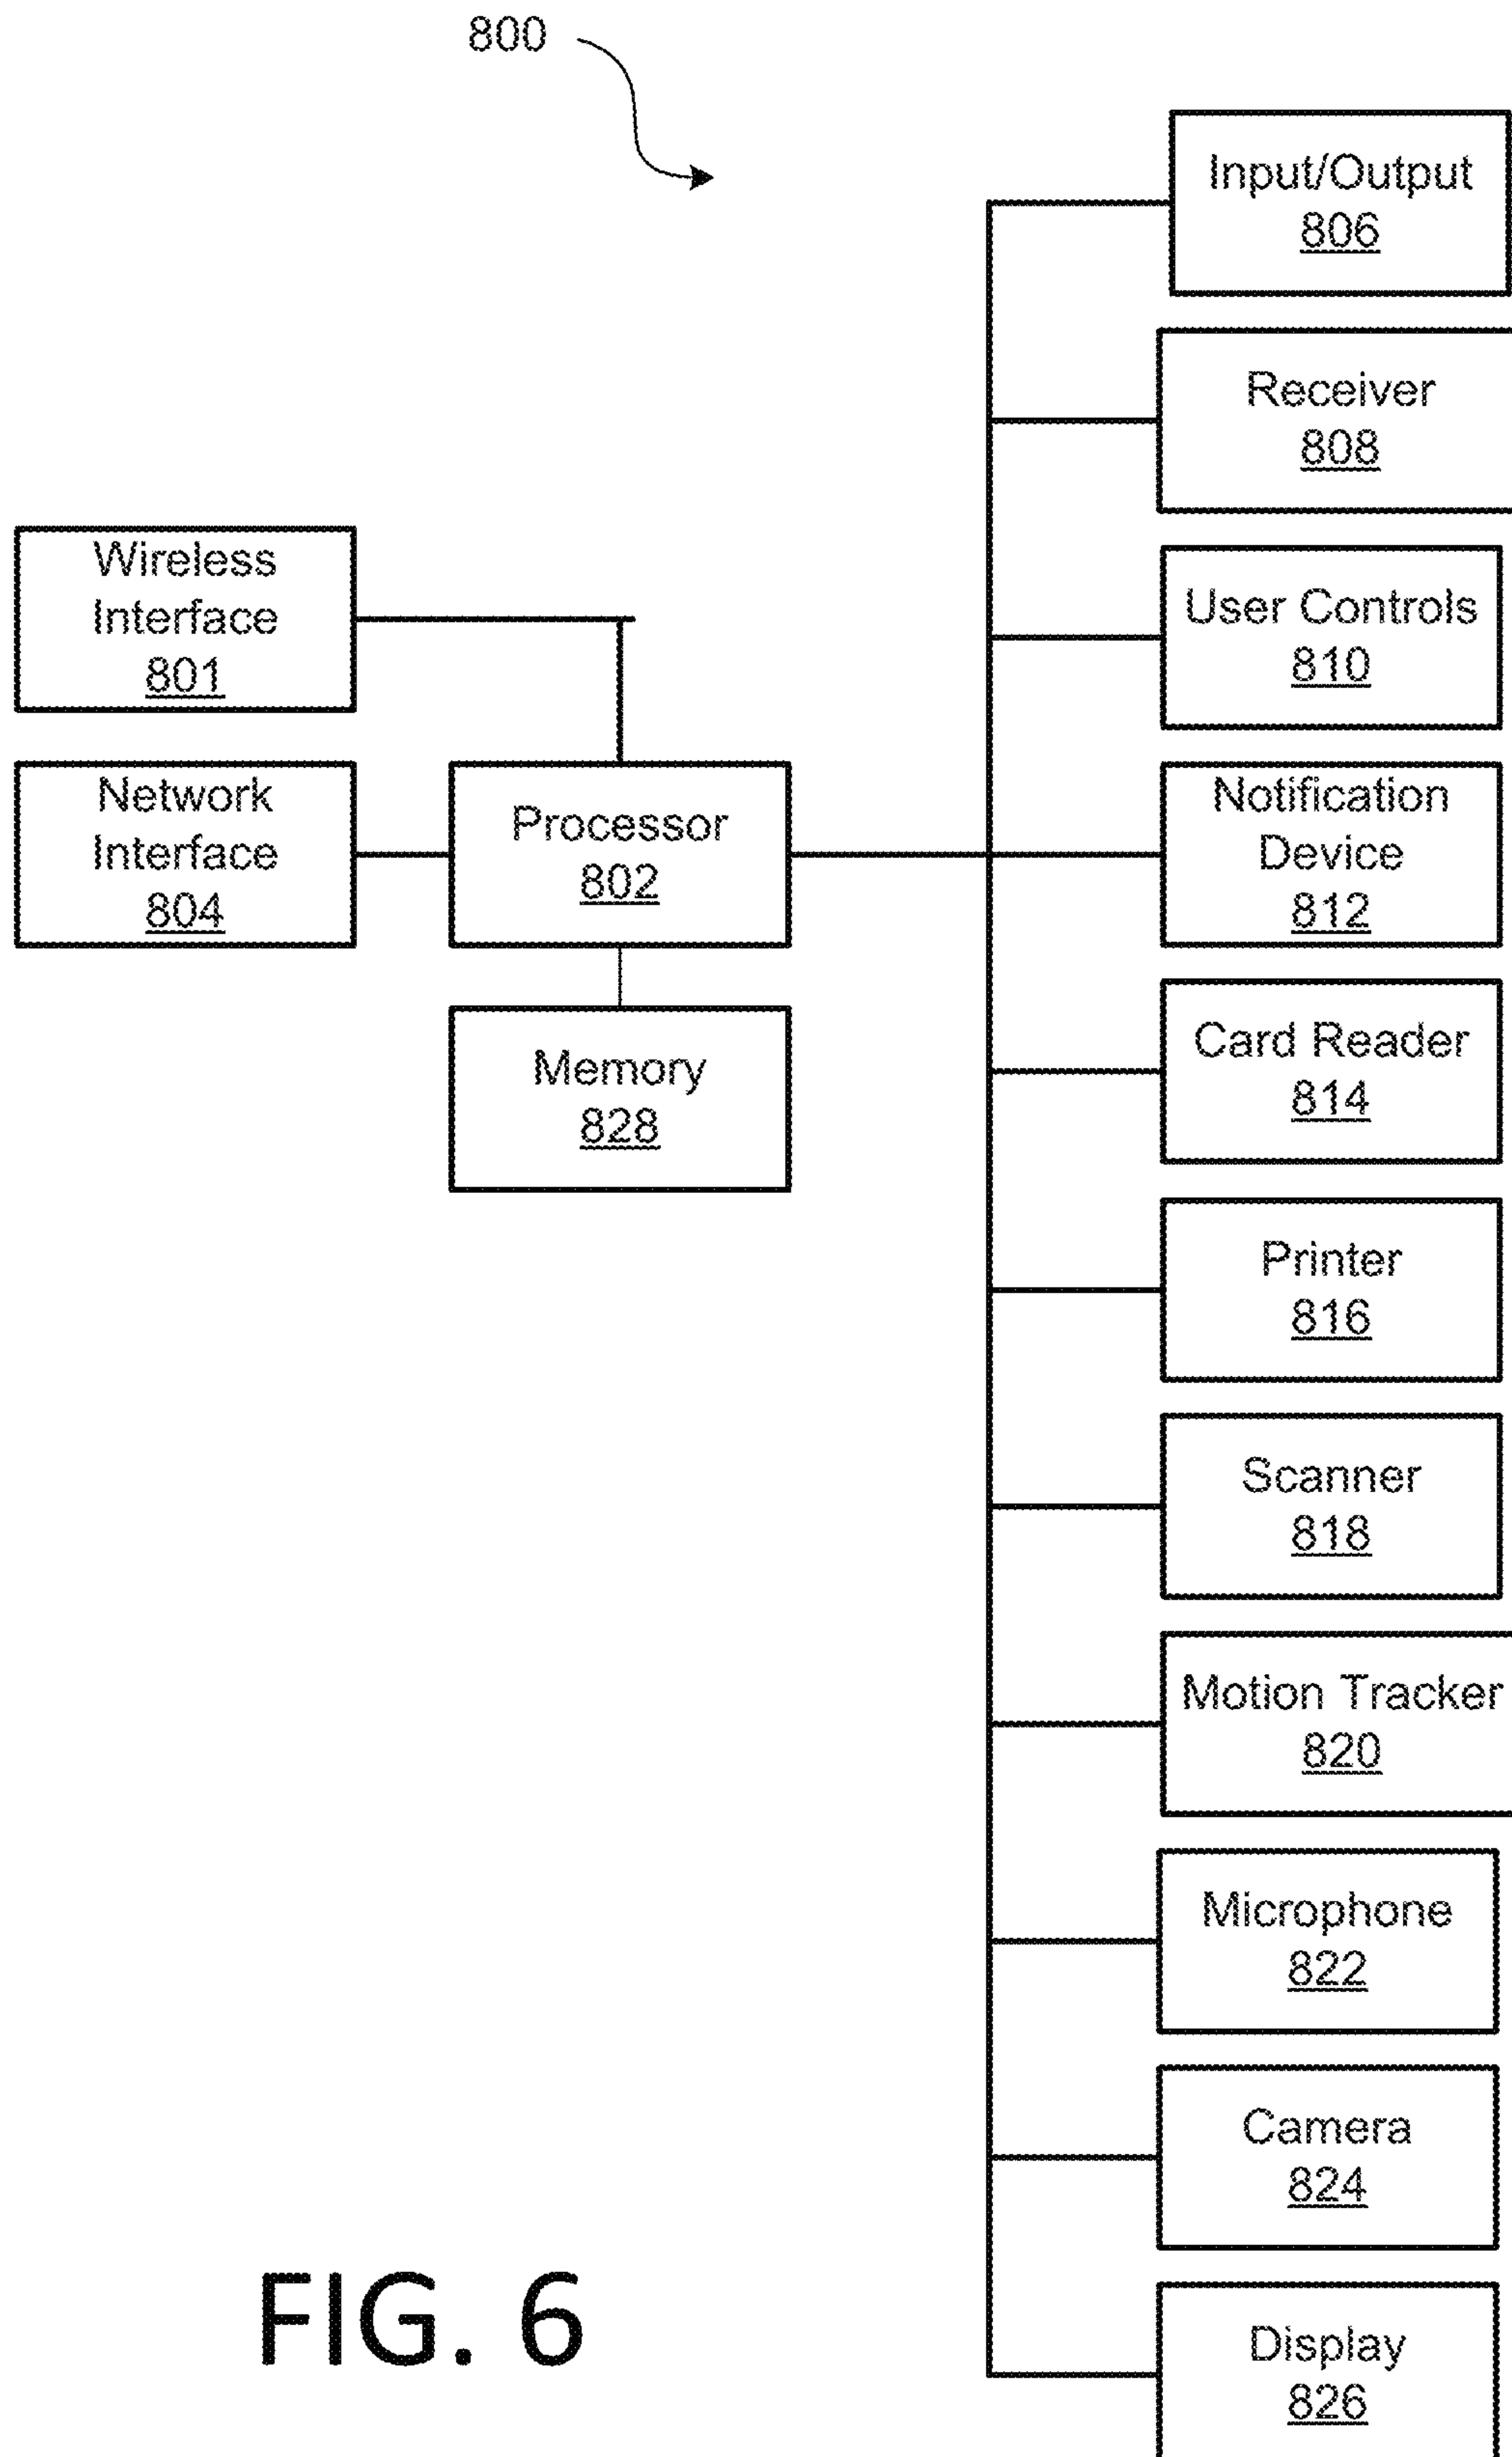 800
Input/Output
806
Receiver
808
Wireless
Interface
801
User Controls
810
Network
Interface
804
Processor
802
Notification
Device
812
Memory
828
Card Reader
814
Printer
816
Scanner
818
Motion Tracker
820
Microphone
822
Camera
824
Display
826
FIG. 6